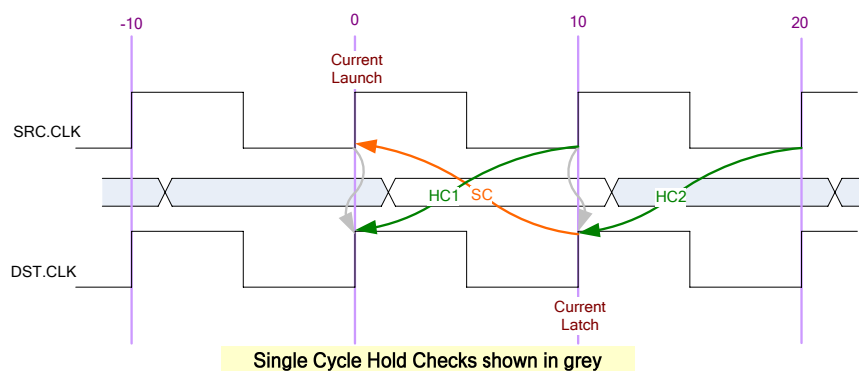 -10
0
10
20
Current
Launch
SRC.CLK
HC1
SC
HC2
DST.CLK
Current
Latch
Single Cycle Hold Checks shown in grey